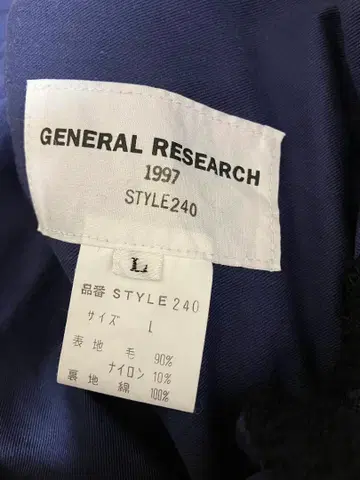 GENERAL RESEARCH
1997
STYLE240
L
品番 STYLE 240
サイズ L
表地 毛 90%
ナイロン 10%
裏地 綿 100%